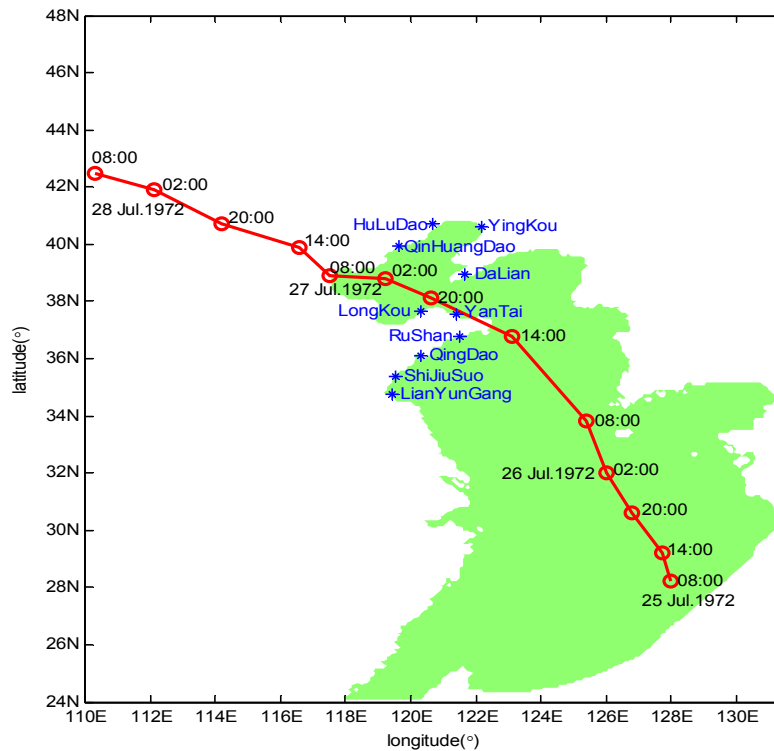 48N
46N
44N
42N
40N
38N
36N
34N
32N
30N
28N
26N
24N
latitude(°)
08:00
02:00
28 Jul.1972
20:00
14:00
08:00
27 Jul.1972
02:00
20:00
14:00
08:00
26 Jul.1972
02:00
20:00
14:00
08:00
25 Jul.1972
HuLuDao
YingKou
QinHuangDao
DaLian
LongKou
YanTai
RuShan
QingDao
ShiJiuSuo
LianYunGang
110E 112E 114E 116E 118E 120E 122E 124E 126E 128E 130E
longitude(°)